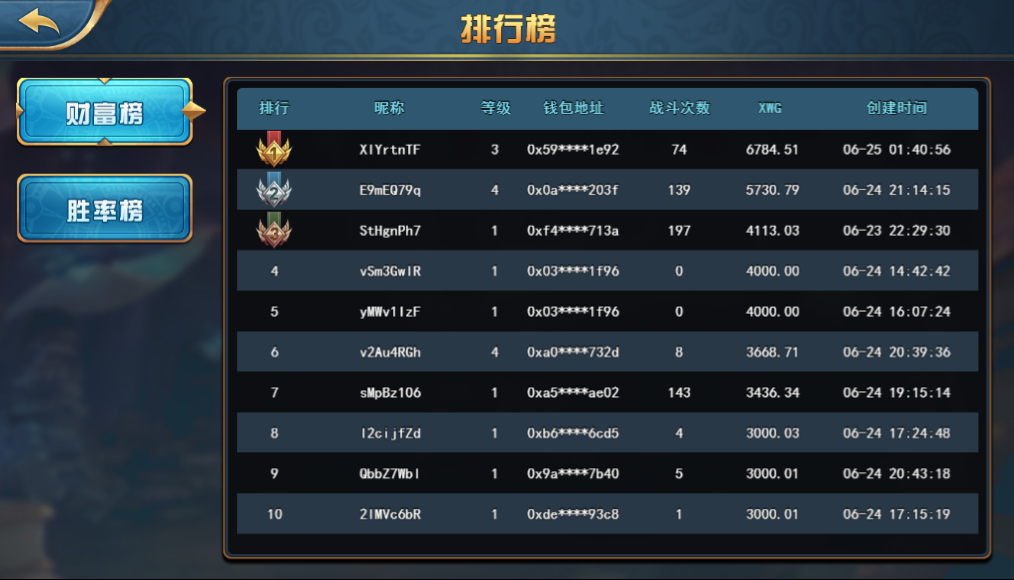 排行榜
财富榜
胜率榜
排行 昵称 等级 钱包地址 战斗次数 XWG 创建时间
1 XIYrtnTF 3 0x59****1e92 74 6784.51 06-25 01:40:56
2 E9mEQ79q 4 0x0a****203f 139 5730.79 06-24 21:14:15
3 StHgnPh7 1 0xf4****713a 197 4113.03 06-23 22:29:30
4 vSm3GwIR 1 0x03****1f96 0 4000.00 06-24 14:42:42
5 yMWv1IzF 1 0x03****1f96 0 4000.00 06-24 16:07:24
6 v2Au4RGh 4 0xa0****732d 8 3668.71 06-24 20:39:36
7 sMpBz106 1 0xa5****ae02 143 3436.34 06-24 19:15:14
8 I2cijfZd 1 0xb6****6cd5 4 3000.03 06-24 17:24:48
9 QbbZ7WbI 1 0x9a****7b40 5 3000.01 06-24 20:43:18
10 2IMVc6bR 1 0xde****93c8 1 3000.01 06-24 17:15:19